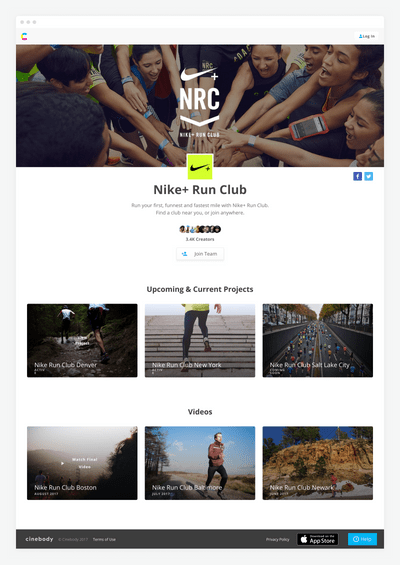 Log In
NRC
NIKE+ RUN CLUB
Nike+ Run Club
Run your first, funnest and fastest mile with Nike+ Run Club.
Find a club near you, or join anywhere.
3.4K Creators
Join Team
Upcoming & Current Projects
Project
Nike Run Club Denver
ACTIVE
Nike Run Club New York
Nike Run Club Salt Lake City
Videos
Watch Final
Video
Nike Run Club Boston
AUGUST 2017
Nike Run Club Baltimore
JULY 2017
Nike Run Club Newark
JUNE 2017
cinebody
© Cinebody 2017
Terms of Use
Privacy Policy
Download on the
App Store
Help